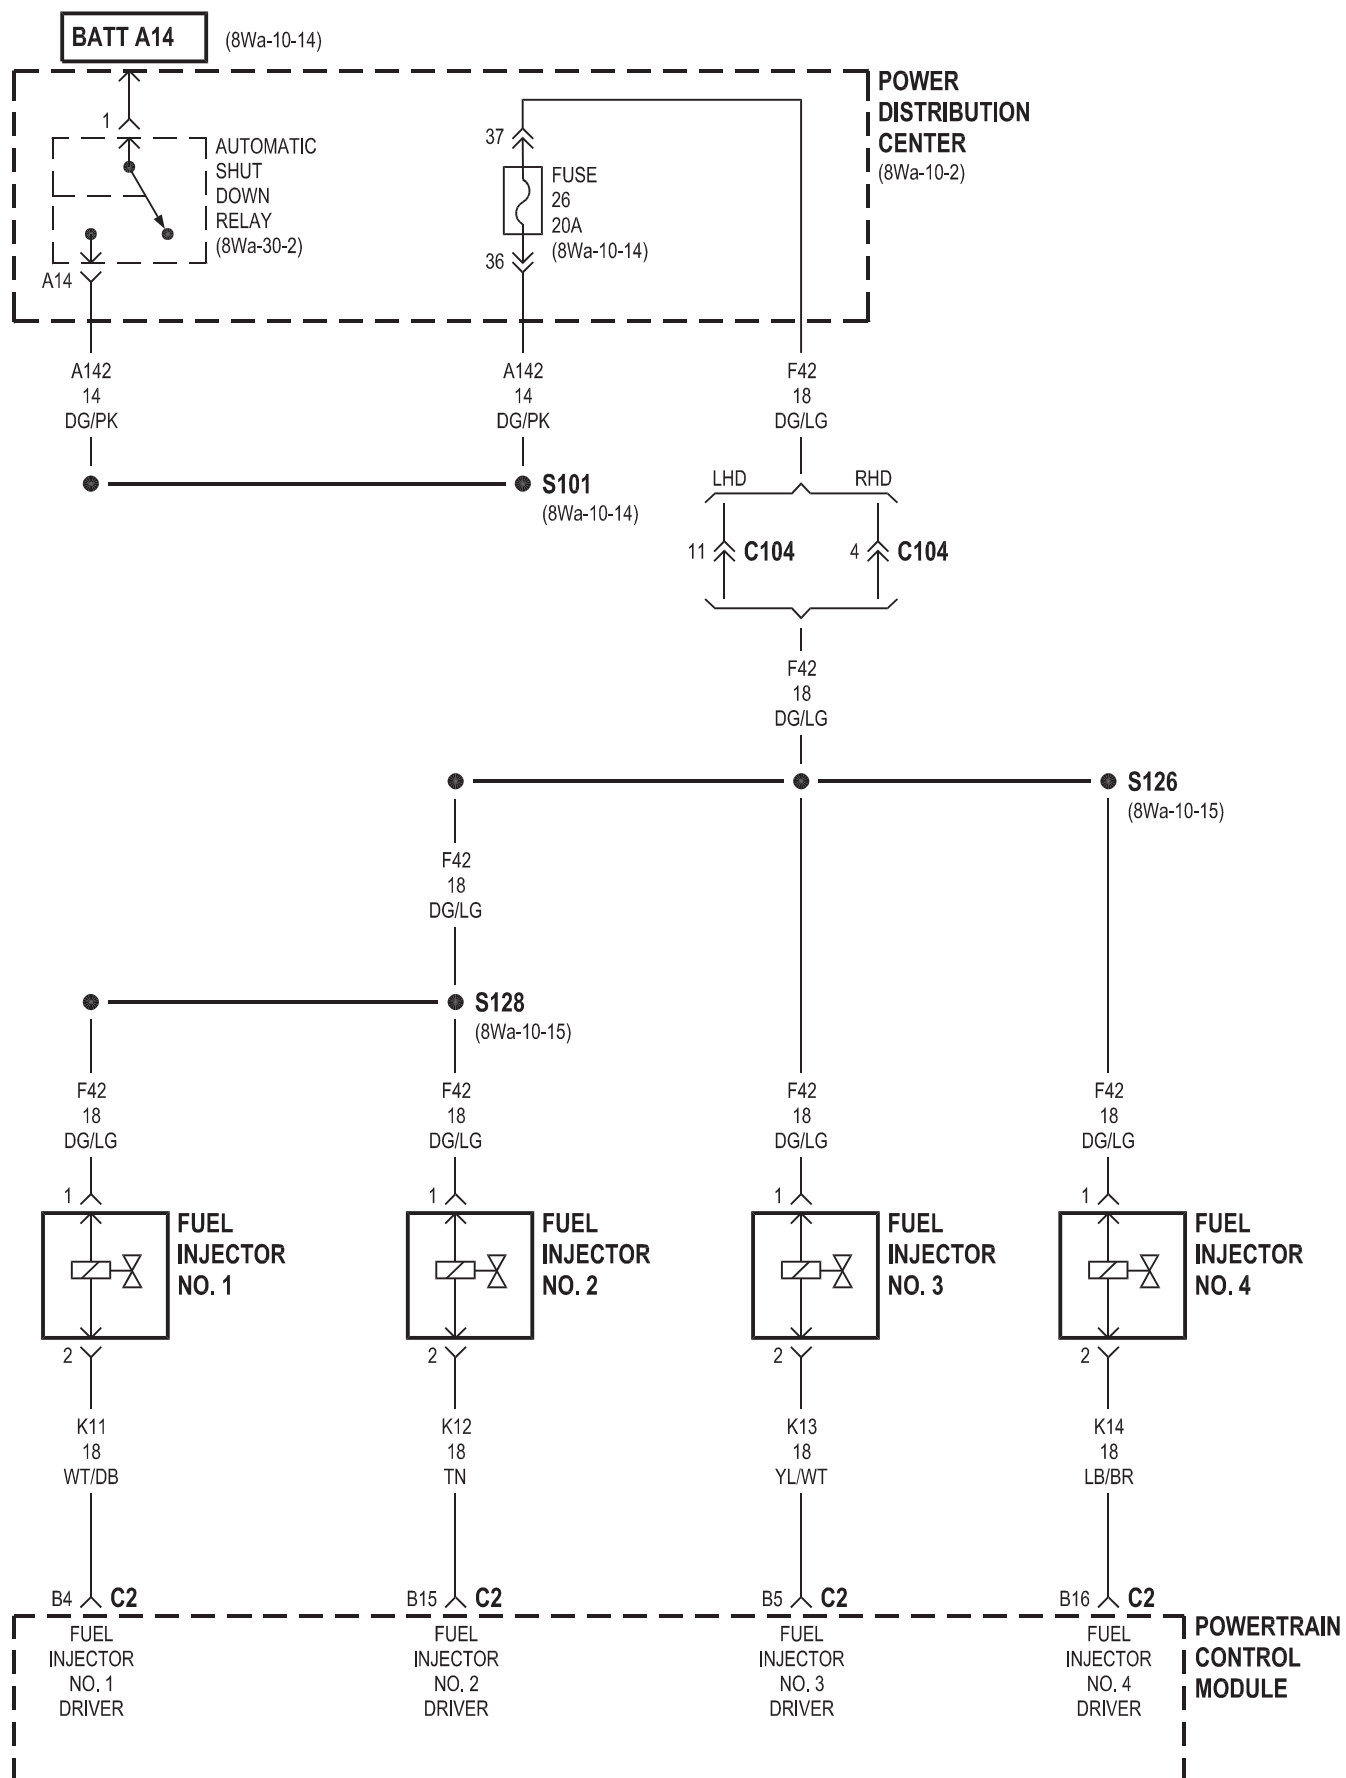 BATT A14
(8Wa-10-14)
POWER
DISTRIBUTION
CENTER
(8Wa-10-2)
1
AUTOMATIC
SHUT
DOWN
RELAY
(8Wa-30-2)
A14
37
FUSE
26
20A
(8Wa-10-14)
36
A142
14
DG/PK
A142
14
DG/PK
F42
18
DG/LG
S101
(8Wa-10-14)
LHD
RHD
11
C104
4
C104
F42
18
DG/LG
S126
(8Wa-10-15)
F42
18
DG/LG
S128
(8Wa-10-15)
F42
18
DG/LG
F42
18
DG/LG
F42
18
DG/LG
F42
18
DG/LG
1
FUEL
INJECTOR
NO. 1
2
1
FUEL
INJECTOR
NO. 2
2
1
FUEL
INJECTOR
NO. 3
2
1
FUEL
INJECTOR
NO. 4
2
K11
18
WT/DB
K12
18
TN
K13
18
YL/WT
K14
18
LB/BR
B4
C2
B15
C2
B5
C2
B16
C2
FUEL
INJECTOR
NO. 1
DRIVER
FUEL
INJECTOR
NO. 2
DRIVER
FUEL
INJECTOR
NO. 3
DRIVER
FUEL
INJECTOR
NO. 4
DRIVER
POWERTRAIN
CONTROL
MODULE